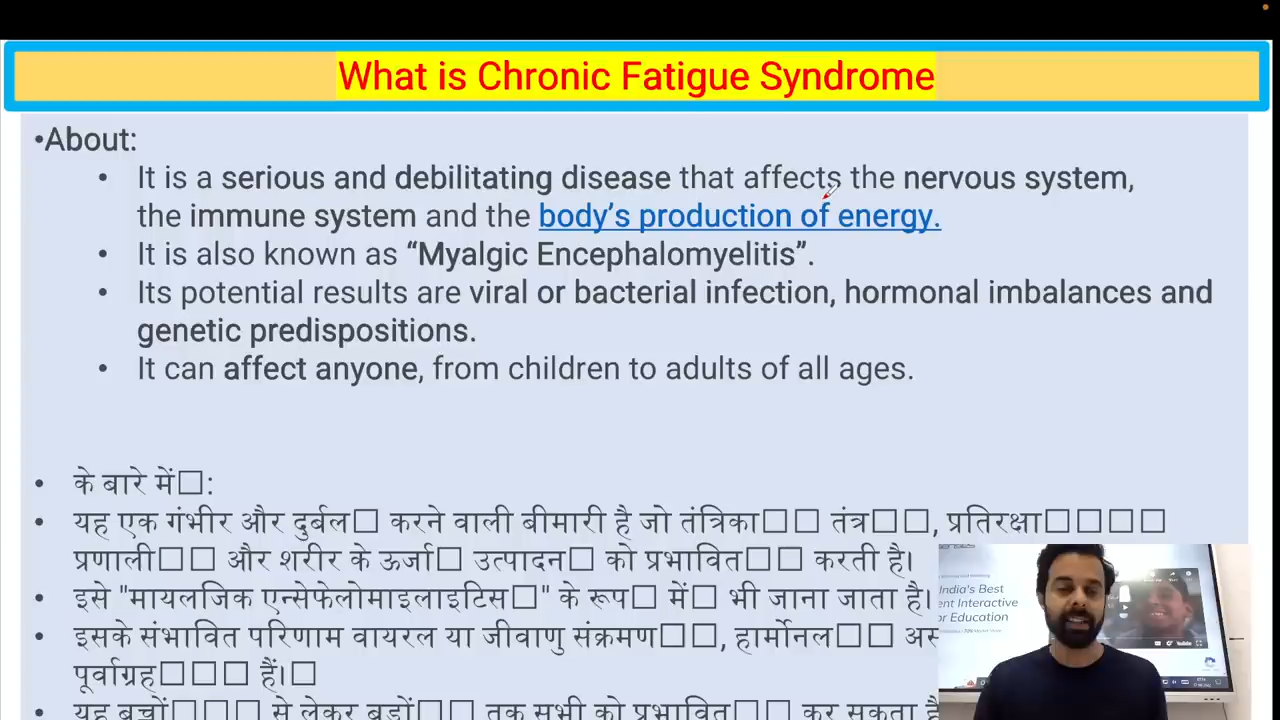 What is Chronic Fatigue Syndrome
•About:
• It is a serious and debilitating disease that affects the nervous system,
the immune system and the body's production of energy.
• It is also known as “Myalgic Encephalomyelitis”.
• Its potential results are viral or bacterial infection, hormonal imbalances and
genetic predispositions.
• It can affect anyone, from children to adults of all ages.
• के बारे में□:
• यह एक गंभीर और दुर्बल□ करने वाली बीमारी है जो तंत्रिका□□ तंत्र□□, प्रतिरक्षा□□□□
प्रणाली□□ और शरीर के ऊर्जा□ उत्पादन□ को प्रभावित□□ करती है।
• इसे "मायलजिक एन्सेफेलोमाइलाइटिस□" के रूप□ में□ भी जाना जाता है।
• इसके संभावित परिणाम वायरल या जीवाणु संक्रमण□□, हार्मोनल□□
पूर्वाग्रह□□□ हैं।□
• यह बच्चों□□□ से लेकर बड़ों□□ तक सभी को प्रभावित□□ कर सकता है
India's Best
Interactive
Education